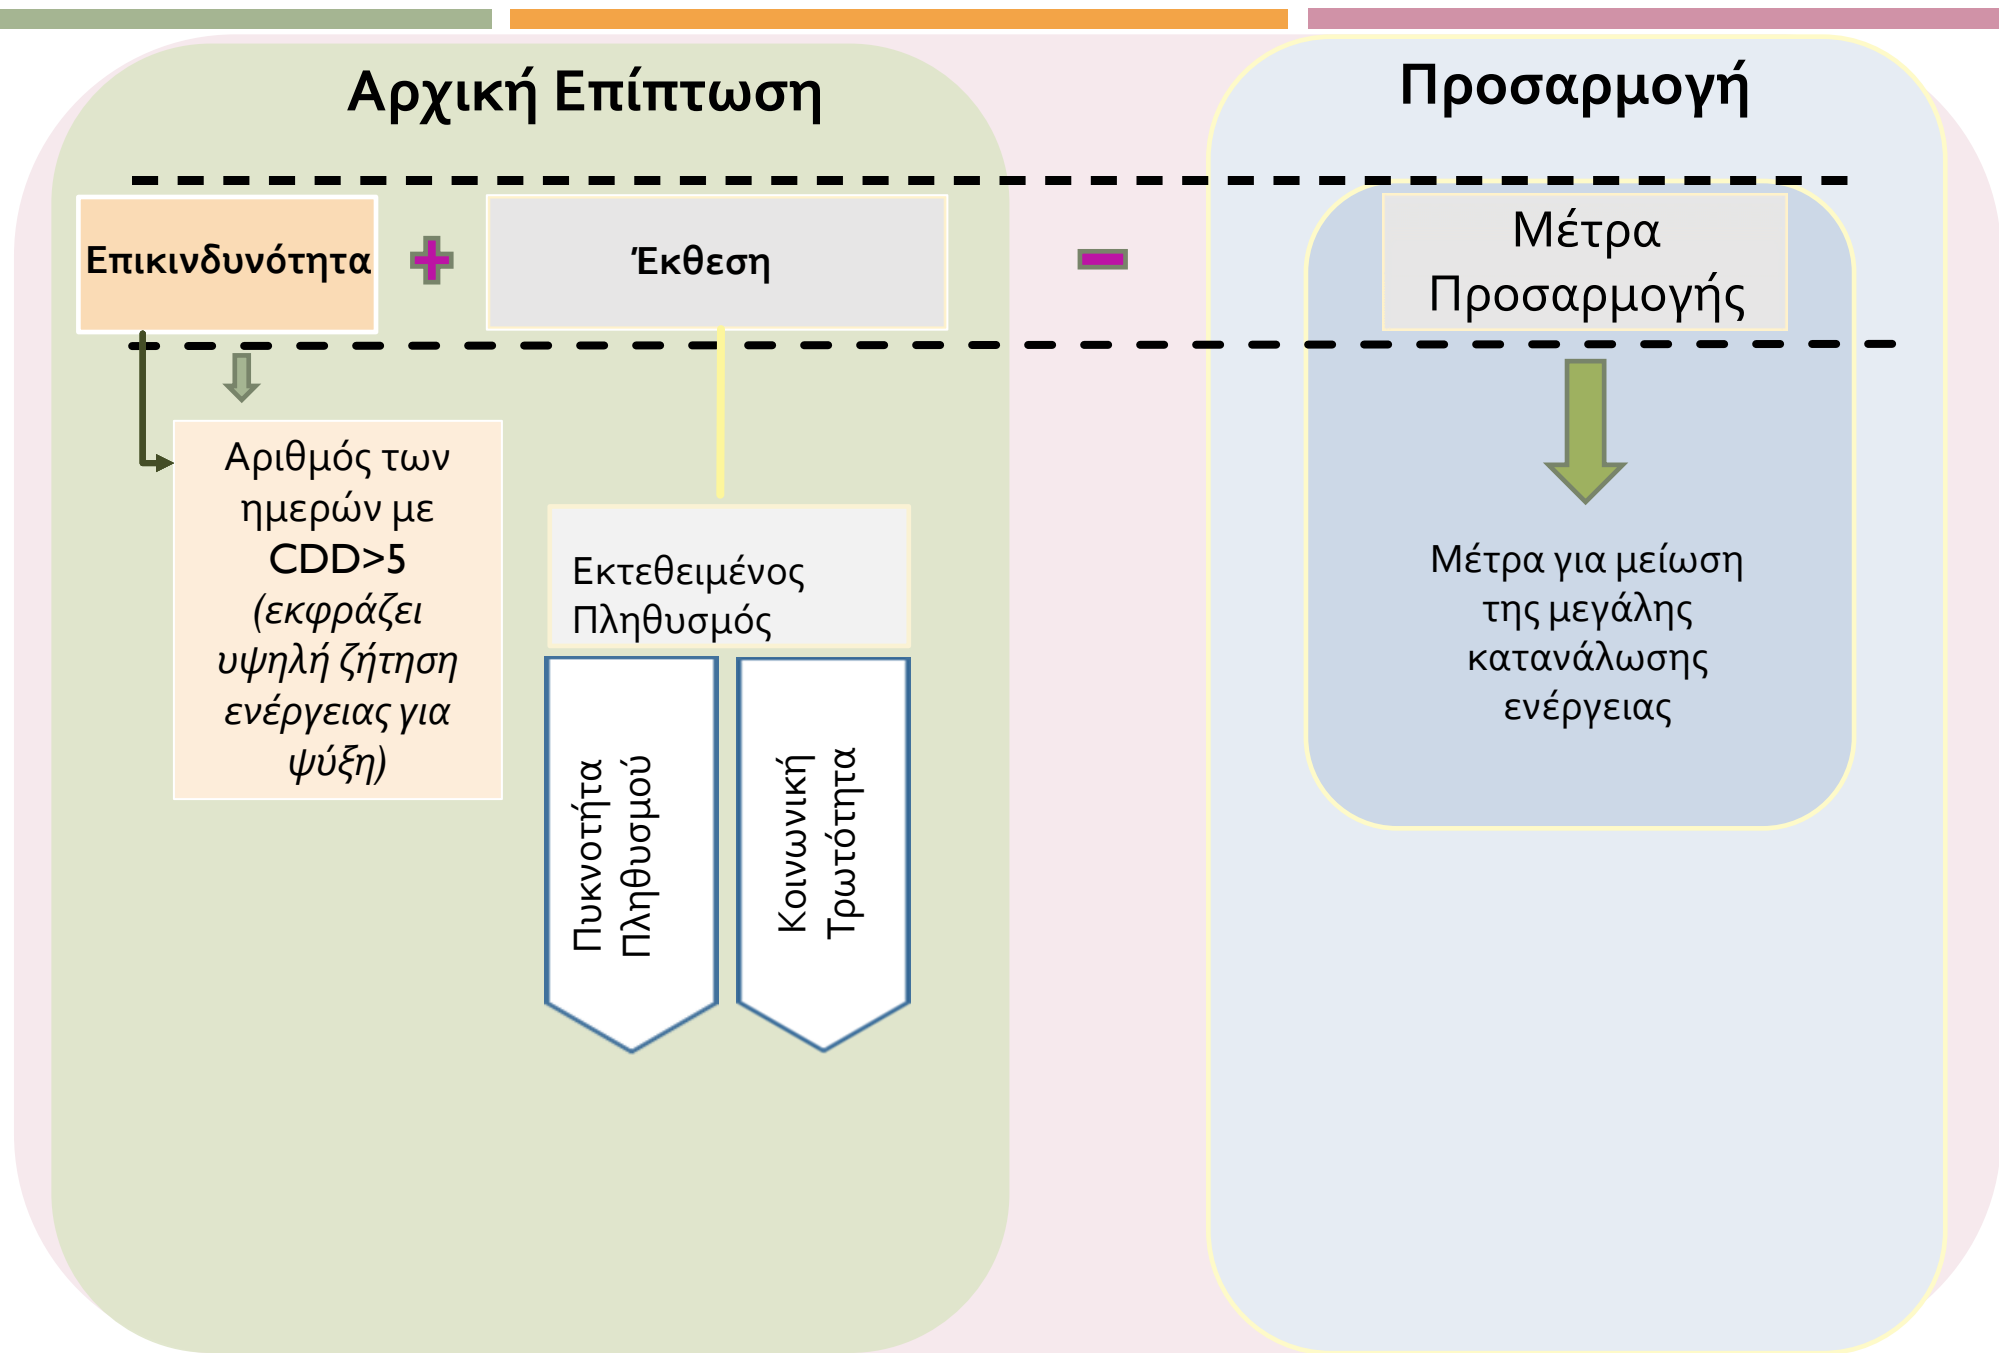 Αρχική Επίπτωση
Προσαρμογή
Επικινδυνότητα
Έκθεση
Μέτρα
Προσαρμογής
Αριθμός των
ημερών με
CDD>5
(εκφράζει
υψηλή ζήτηση
ενέργειας για
ψύξη)
Εκτεθειμένος
Πληθυσμός
Πυκνοτήτα
Πληθυσμού
Κοινωνική
Τρωτότητα
Μέτρα για μείωση
της μεγάλης
κατανάλωσης
ενέργειας